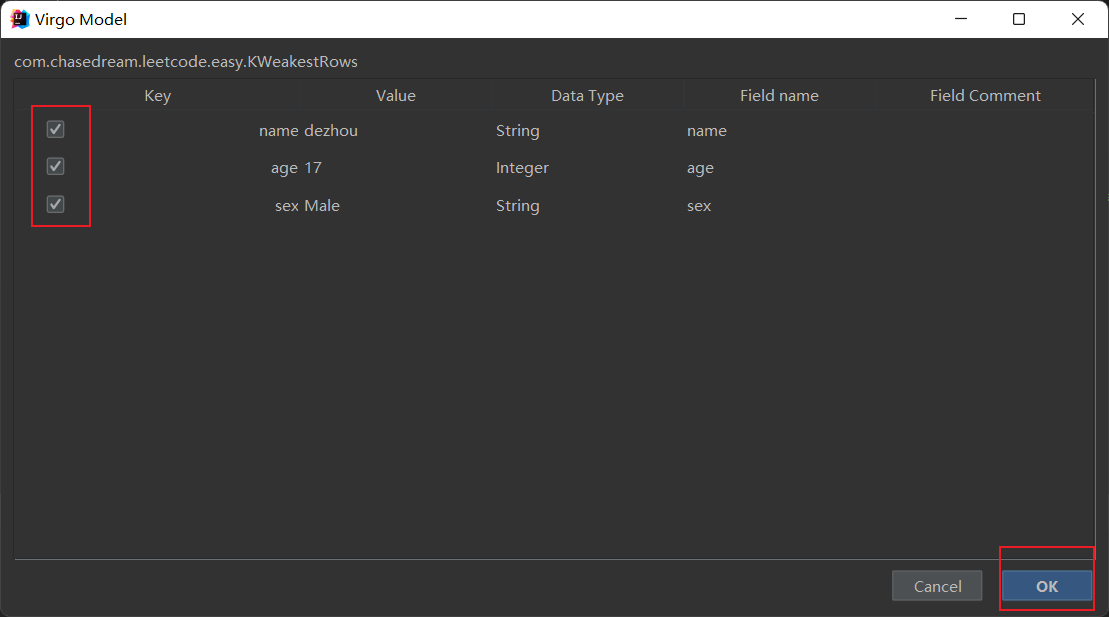 Virgo Model
com.chasedream.leetcode.easy.KWeakestRows
Key Value Data Type Field name Field Comment
name dezhou String name
age 17 Integer age
sex Male String sex
Cancel OK